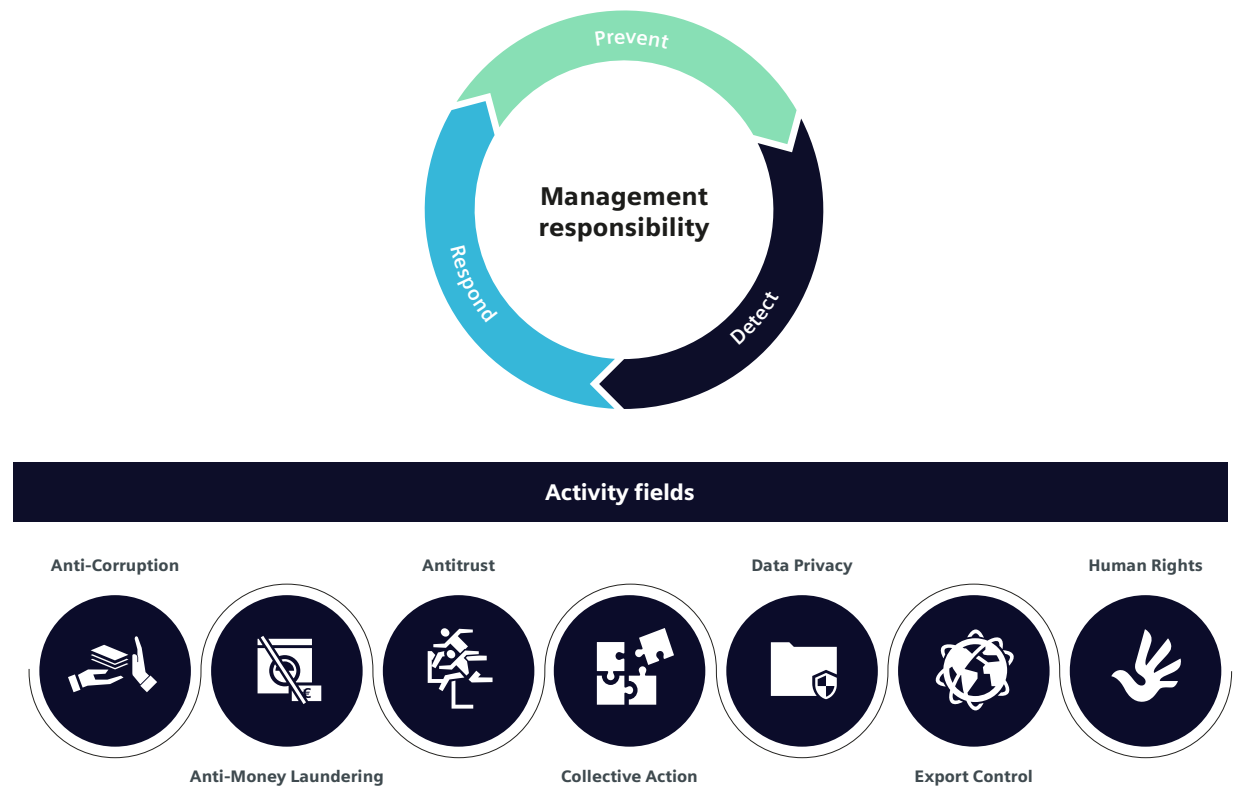 Prevent
Management
responsibility
Respond
Detect
Activity fields
Anti-Corruption
Antitrust
Data Privacy
Human Rights
€
Anti-Money Laundering
Collective Action
Export Control